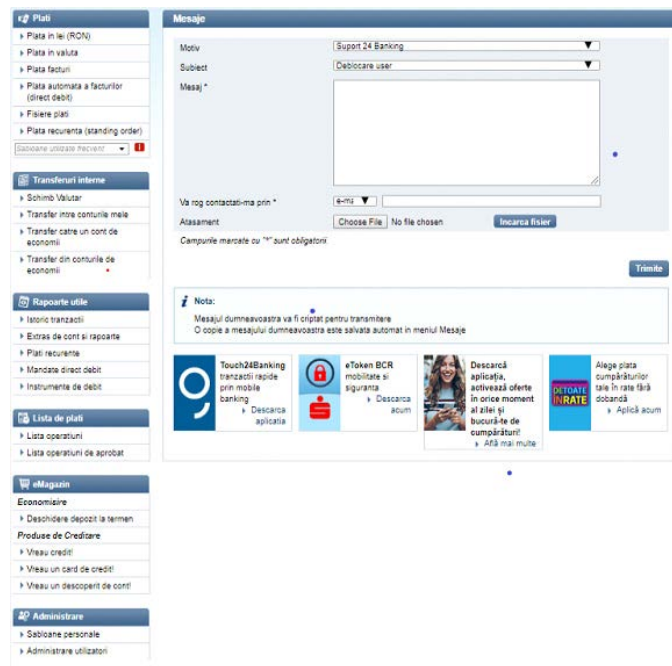 Plati
Plata in lei (RON)
Plata in valuta
Plata facturi
Plata automata a facturilor
(direct debit)
Fisiere plati
Plata recurenta (standing order)
Sabloane utilizate frecvent
Transferuri interne
Schimb Valutar
Transfer intre conturile mele
Transfer catre un cont de
economii
Transfer din conturile de
economii
Rapoarte utile
Istoric tranzactii
Extras de cont si rapoarte
Plati recurente
Mandate direct debit
Instrumente de debit
Lista de plati
Lista operatiuni
Lista operatiuni de aprobat
eMagazin
Economisire
Deschidere depozit la termen
Produse de Creditare
Vreau credit!
Vreau un card de credit!
Vreau un descoperit de cont!
Administrare
Sabloane personale
Administrare utilizatori
Mesaje
Motiv Suport 24 Banking
Subiect Deblocare user
Mesaj *
Va rog contactati-ma prin * e-ma
Atasament Choose File No file chosen Incarca fisier
Campurile marcate cu "*" sunt obligatorii
Trimite
Nota:
Mesajul dumneavoastra va fi criptat pentru transmitere
O copie a mesajului dumneavoastra este salvata automat in meniul Mesaje
Touch24Banking
tranzactii rapide
prin mobile
banking
Descarca
aplicatia
eToken BCR
mobilitate si
siguranta
Descarca
acum
Descarcă
aplicația,
activează oferte
în orice moment
al zilei și
bucură-te de
cumpărături!
Află mai multe
DETOATE
ÎNRATE
Alege plata
cumpărăturilor
tale în rate fără
dobandă
Aplică acum